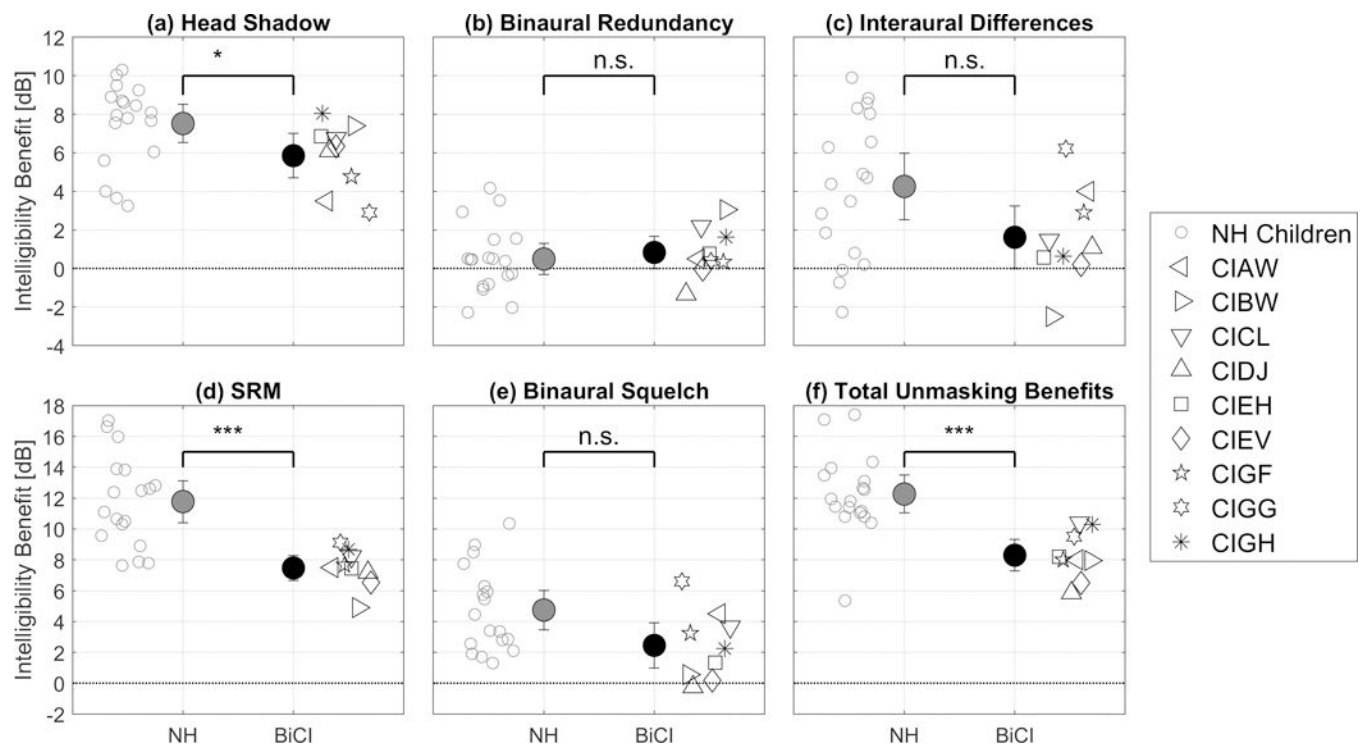 (a) Head Shadow
(b) Binaural Redundancy
(c) Interaural Differences
Intelligibility Benefit [dB]
12
10
8
6
4
2
0
-2
-4
*
n.s.
n.s.
(d) SRM
(e) Binaural Squelch
(f) Total Unmasking Benefits
Intelligibility Benefit [dB]
18
16
14
12
10
8
6
4
2
0
-2
***
n.s.
***
NH BiCI
NH BiCI
NH BiCI
NH Children
CIAW
CIBW
CICL
CIDJ
CIEH
CIEV
CIGF
CIGG
CIGH